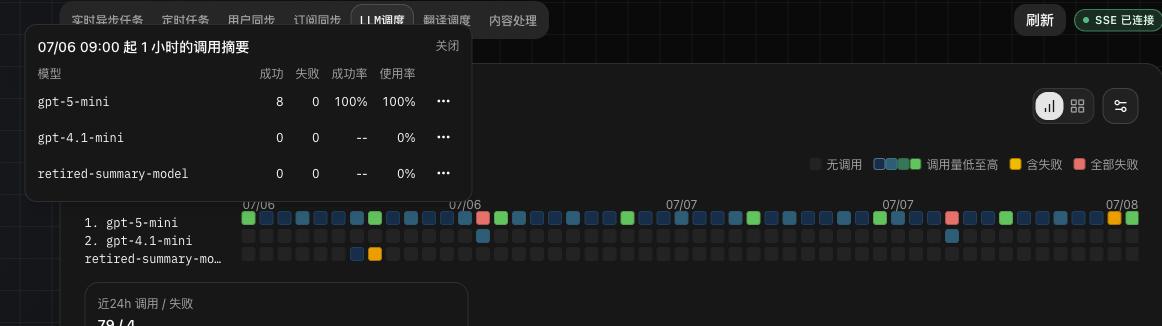 实时异步任务 定时任务 用户同步 订阅同步 LLM调度 翻译调度 内容处理
刷新
SSE 已连接
07/06 09:00 起 1 小时的调用摘要 关闭
模型 成功 失败 成功率 使用率
gpt-5-mini 8 0 100% 100% •••
gpt-4.1-mini 0 0 -- 0% •••
retired-summary-model 0 0 -- 0% •••
无调用 调用量低至高 含失败 全部失败
07/06 07/06 07/07 07/07 07/08
1. gpt-5-mini
2. gpt-4.1-mini
retired-summary-mo…
近24h 调用 / 失败
79 / 4